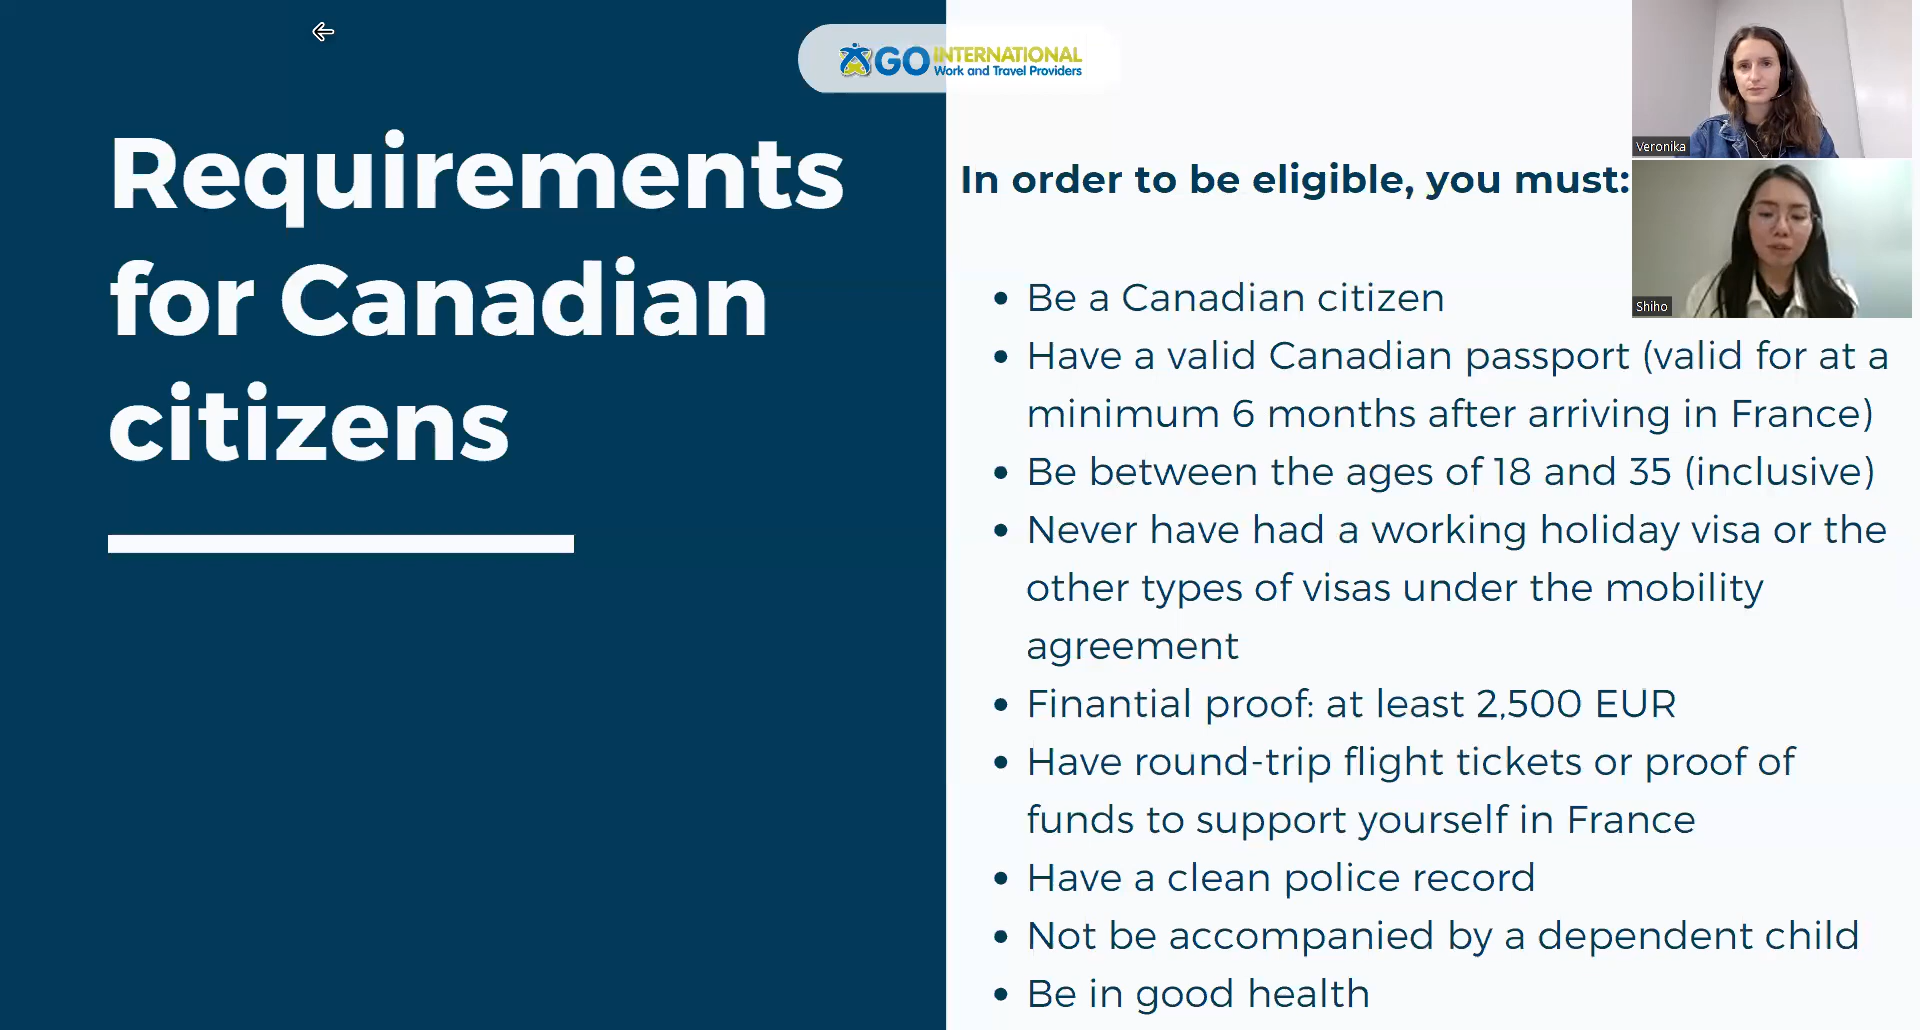 GO INTERNATIONAL
Work and Travel Providers
Requirements
for Canadian
citizens
In order to be eligible, you must:
• Be a Canadian citizen
• Have a valid Canadian passport (valid for at a
minimum 6 months after arriving in France)
• Be between the ages of 18 and 35 (inclusive)
• Never have had a working holiday visa or the
other types of visas under the mobility
agreement
• Finantial proof: at least 2,500 EUR
• Have round-trip flight tickets or proof of
funds to support yourself in France
• Have a clean police record
• Not be accompanied by a dependent child
• Be in good health
Veronika
Shiho